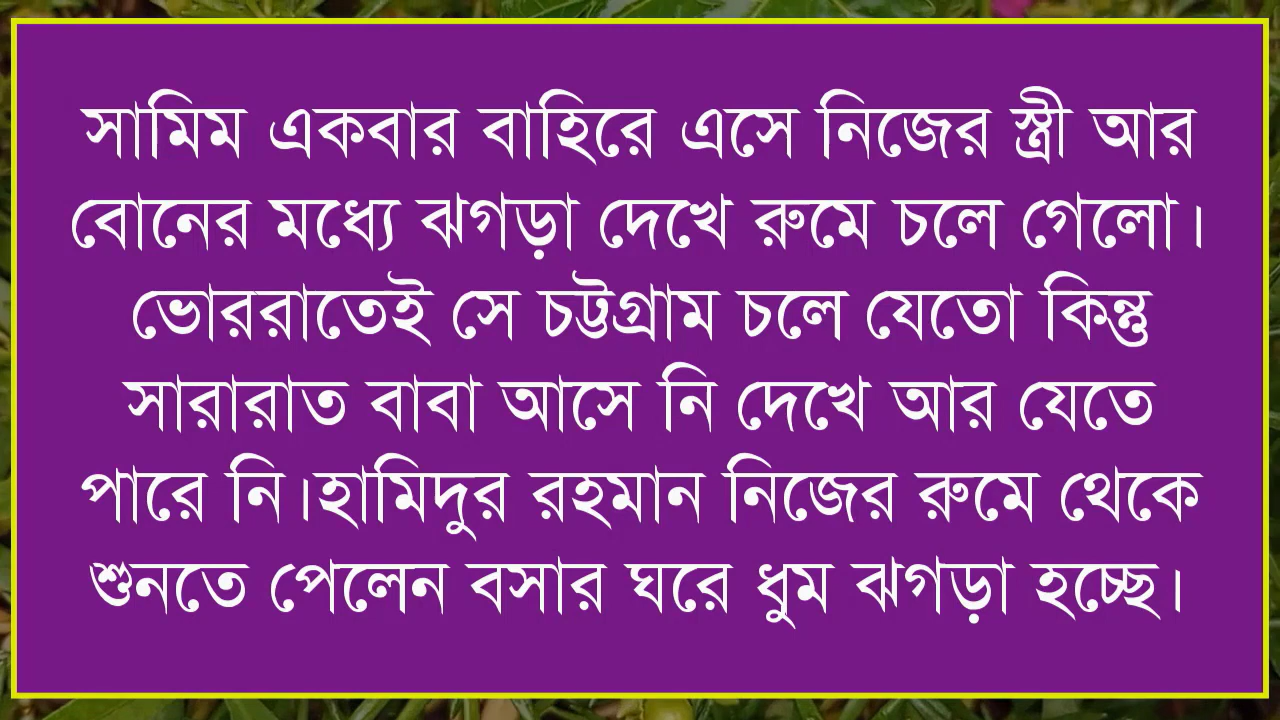 সামিম একবার বাহিরে এসে নিজের স্ত্রী আর
বোনের মধ্যে ঝগড়া দেখে রুমে চলে গেলো।
ভোররাতেই সে চট্টগ্রাম চলে যেতো কিন্তু
সারারাত বাবা আসে নি দেখে আর যেতে
পারে নি।হামিদুর রহমান নিজের রুমে থেকে
শুনতে পেলেন বসার ঘরে ধুম ঝগড়া হচ্ছে।